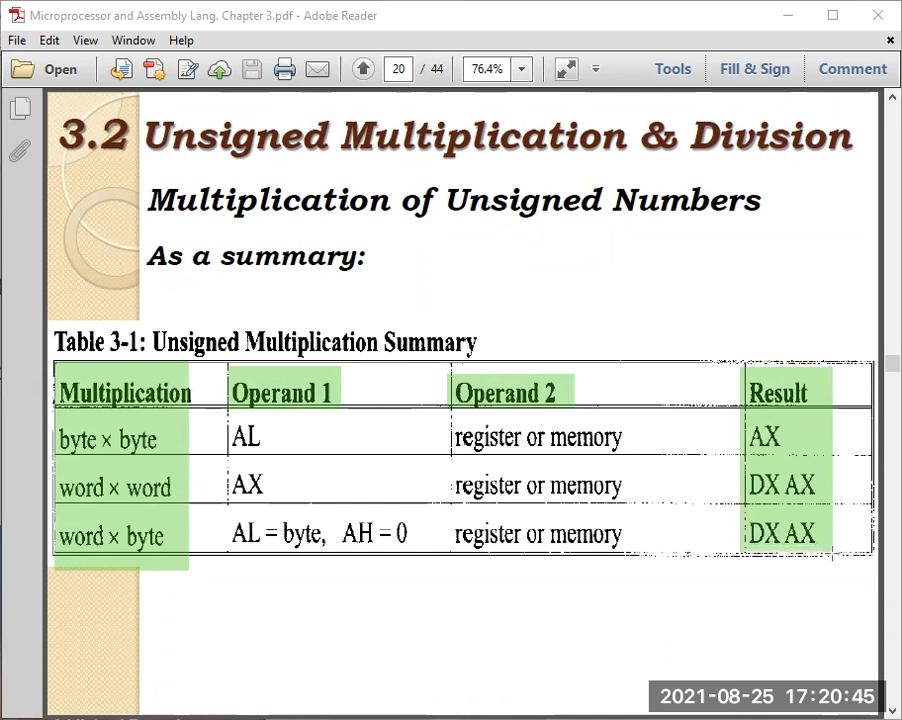 Microprocessor and Assembly Lang. Chapter 3.pdf - Adobe Reader
File Edit View Window Help
Open 20 / 44 76.4% Tools Fill & Sign Comment
3.2 Unsigned Multiplication & Division
Multiplication of Unsigned Numbers
As a summary:
Table 3-1: Unsigned Multiplication Summary
Multiplication Operand 1 Operand 2 Result
byte × byte AL register or memory AX
word × word AX register or memory DX AX
word × byte AL = byte, AH = 0 register or memory DX AX
2021-08-25 17:20:45